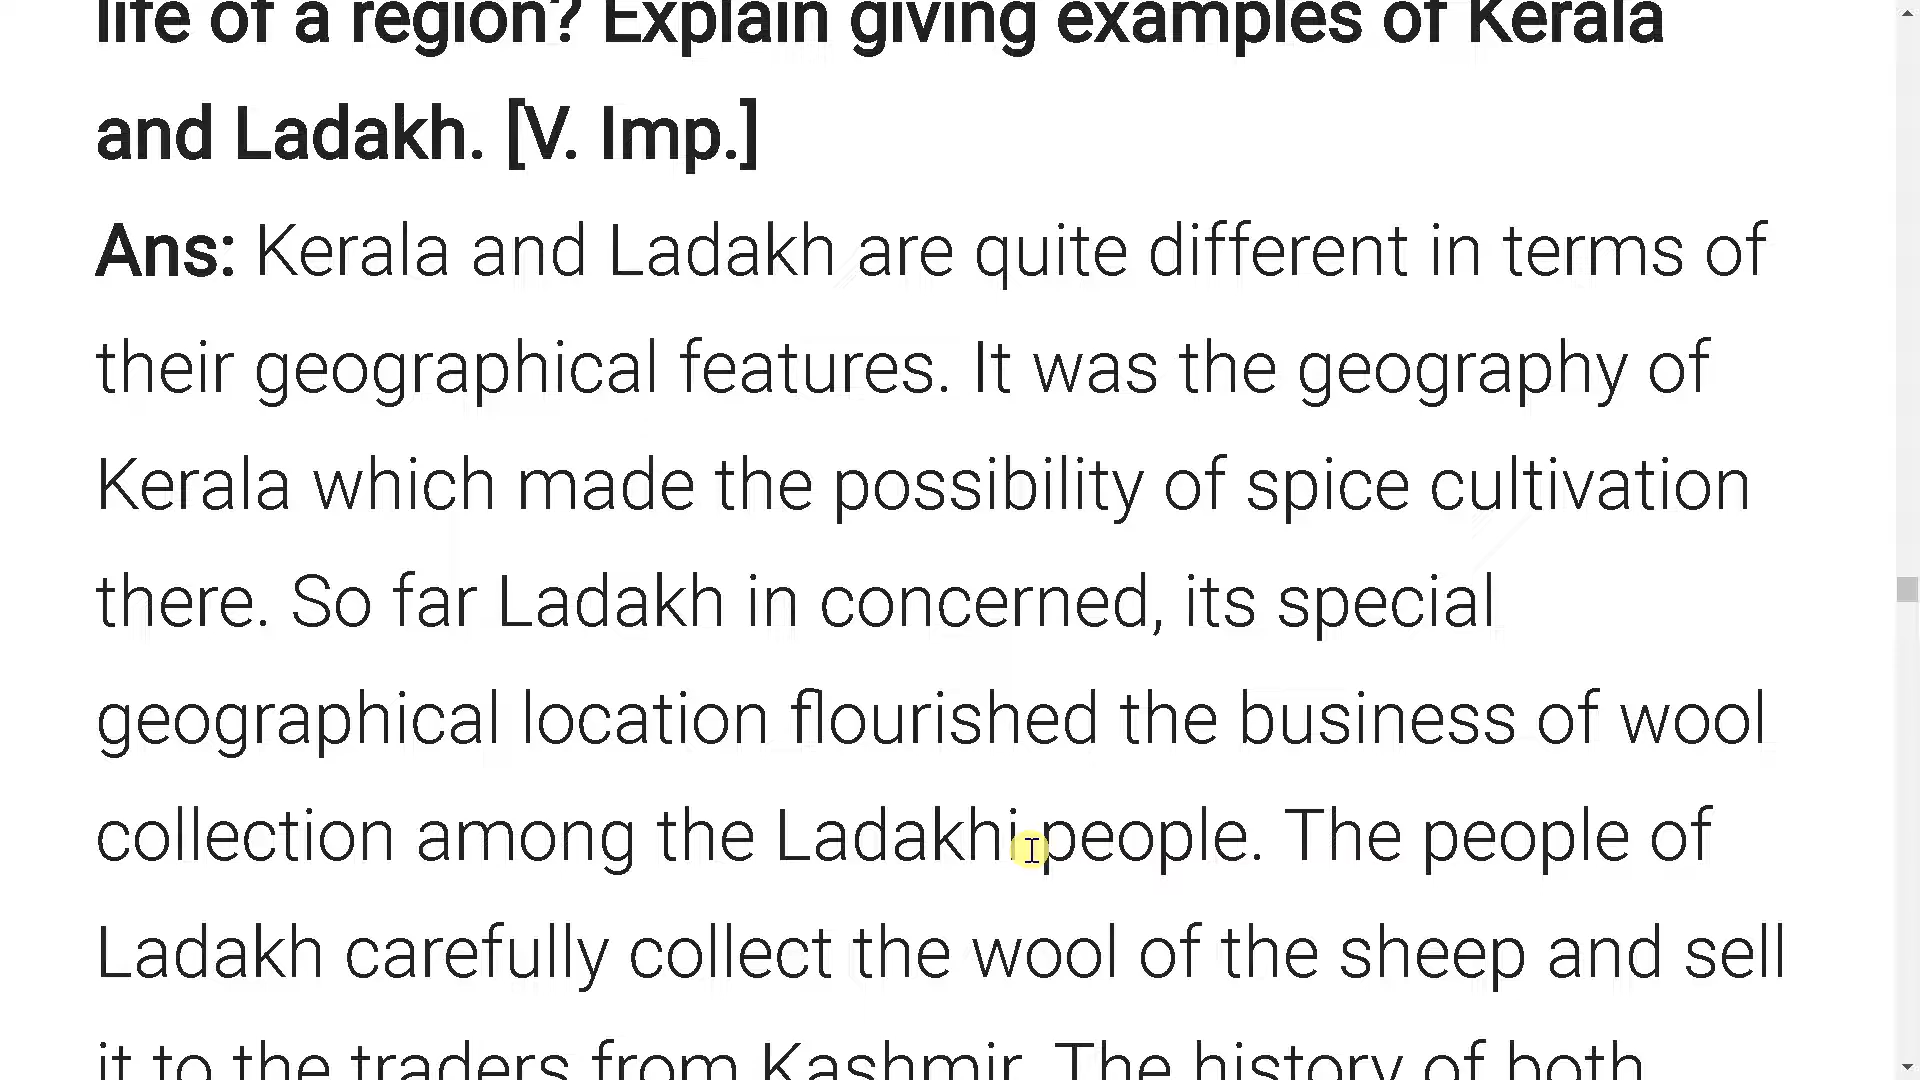 life of a region? Explain giving examples of Kerala
and Ladakh. [V. Imp.]
Ans: Kerala and Ladakh are quite different in terms of
their geographical features. It was the geography of
Kerala which made the possibility of spice cultivation
there. So far Ladakh in concerned, its special
geographical location flourished the business of wool
collection among the Ladakhi people. The people of
Ladakh carefully collect the wool of the sheep and sell
it to the traders from Kashmir. The history of both